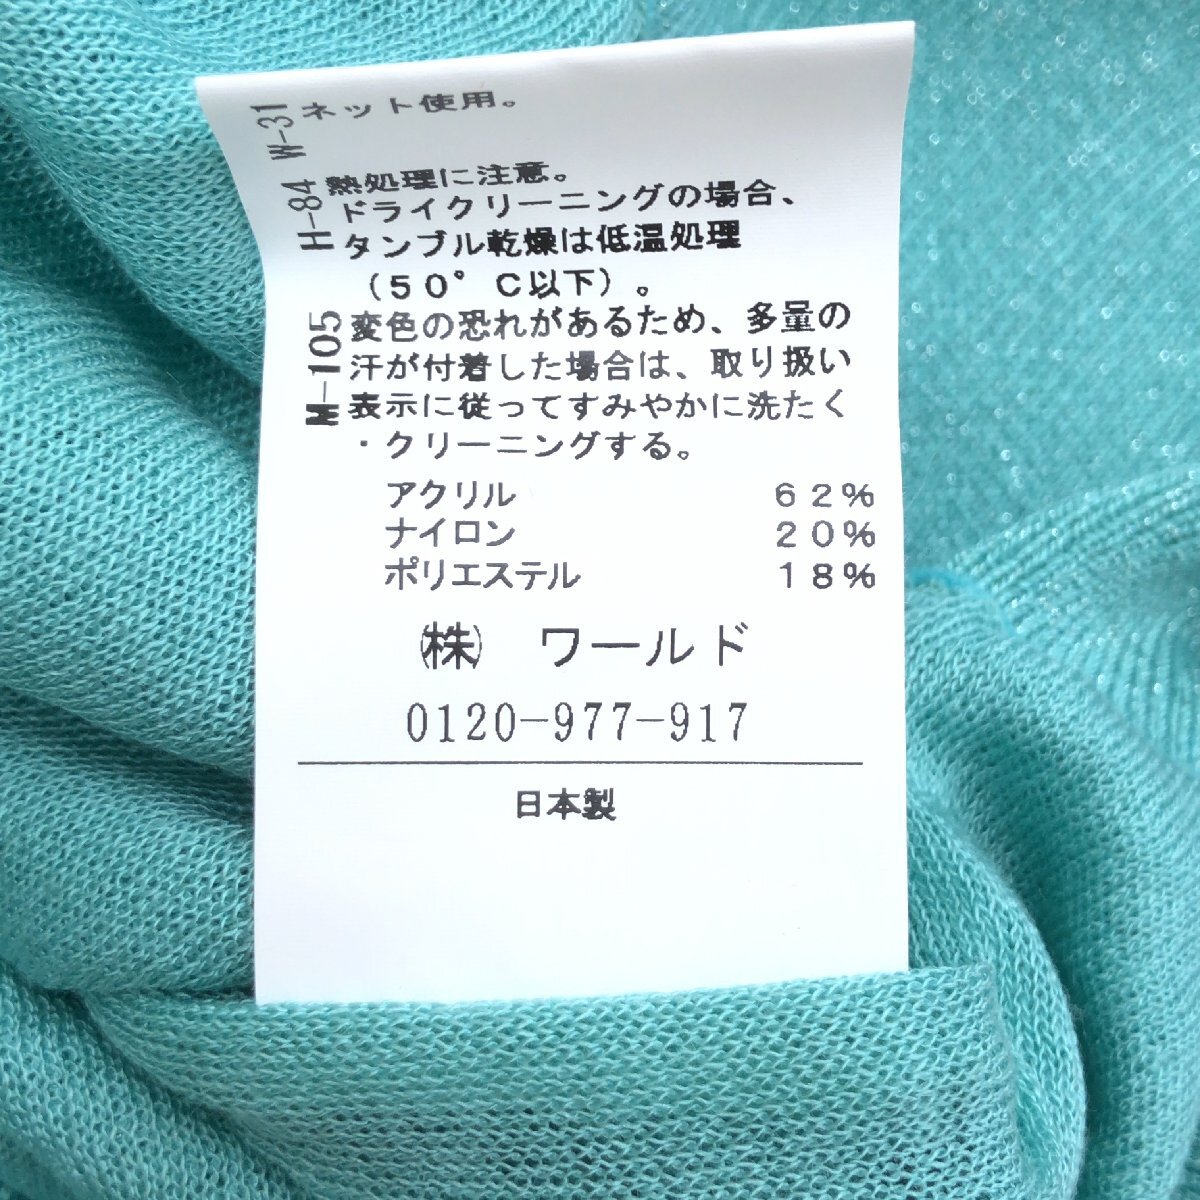 W-31
ネット使用。
H-84
熱処理に注意。
ドライクリーニングの場合、
タンブル乾燥は低温処理
(50°C以下)。
M-105
変色の恐れがあるため、多量の
汗が付着した場合は、取り扱い
表示に従ってすみやかに洗たく
・クリーニングする。
アクリル 62%
ナイロン 20%
ポリエステル 18%
㈱ ワールド
0120-977-917
日本製